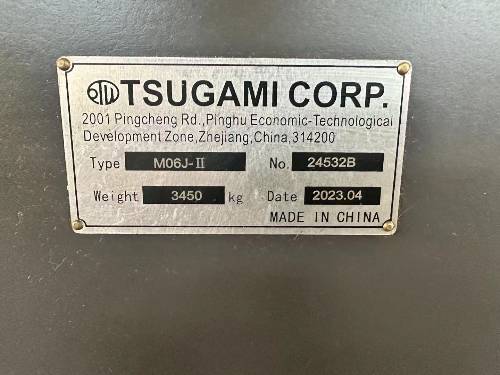 TSUGAMI CORP.
2001 Pingcheng Rd.,Pinghu Economic-Technological
Development Zone,Zhejiang,China,314200
Type M06J-II No. 24532B
Weight 3450 kg Date 2023.04
MADE IN CHINA